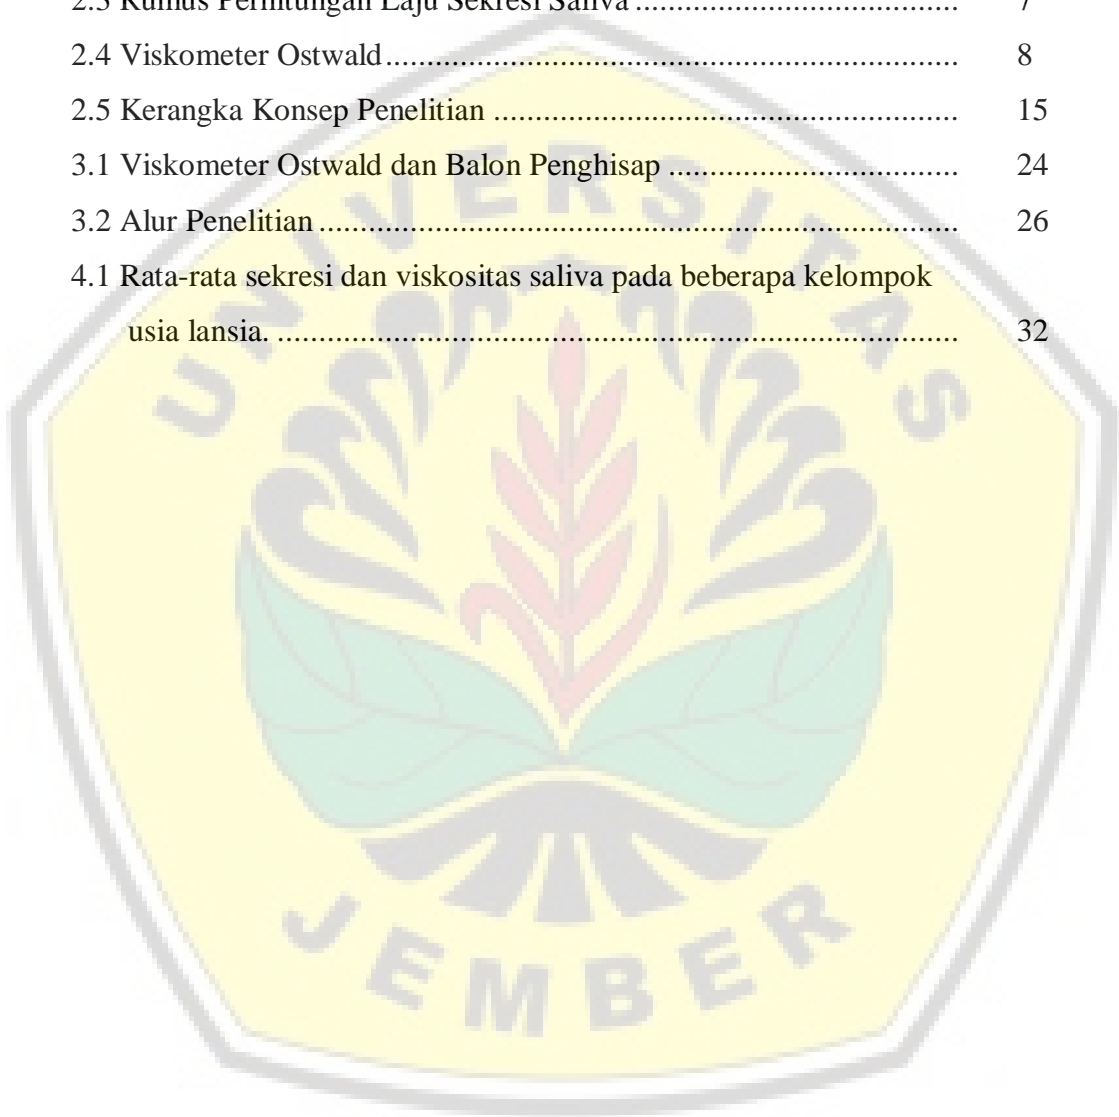 2.3 Rumus Perhitungan Laju Sekresi Saliva ....................................... 7
2.4 Viskometer Ostwald ...................................................................... 8
2.5 Kerangka Konsep Penelitian ......................................................... 15
3.1 Viskometer Ostwald dan Balon Penghisap ................................... 24
3.2 Alur Penelitian .............................................................................. 26
4.1 Rata-rata sekresi dan viskositas saliva pada beberapa kelompok
usia lansia. ................................................................................... 32
UNIVERSITAS
JEMBER